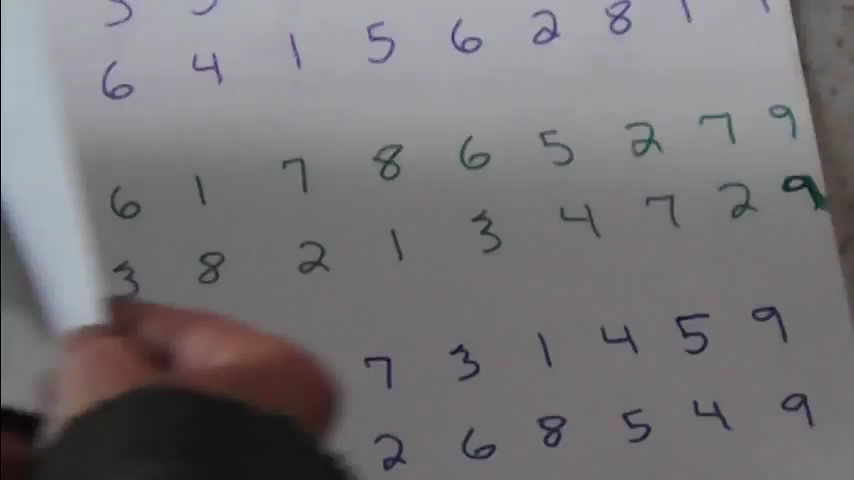 6 4 1 5 6 2 8 1
6 1 7 8 6 5 2 7 9
3 8 2 1 3 4 7 2 9
7 3 1 4 5 9
2 6 8 5 4 9